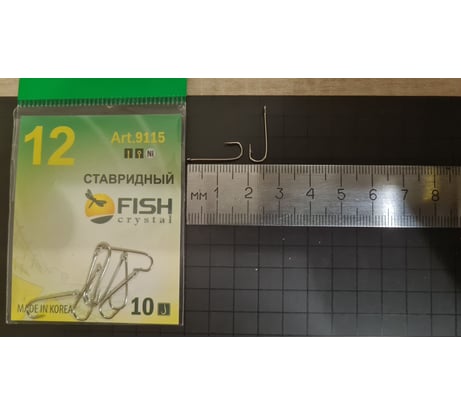 12
Art.9115
Ni
СТАВРИДНЫЙ
FISH
crystal
MADE IN KOREA
10
мм 1 2 3 4 5 6 7 8